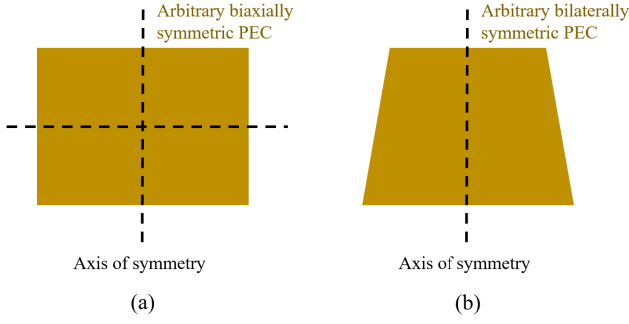 Arbitrary biaxially
symmetric PEC
Arbitrary bilaterally
symmetric PEC
Axis of symmetry
Axis of symmetry
(a)
(b)